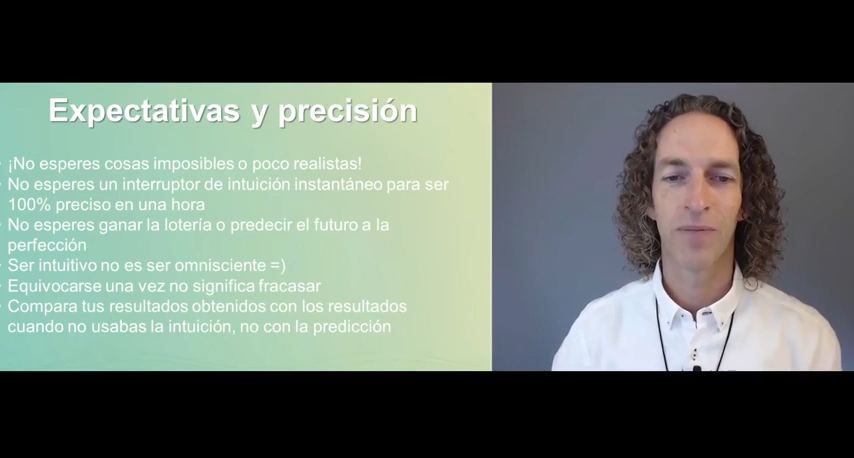 Expectativas y precisión
¡No esperes cosas imposibles o poco realistas!
No esperes un interruptor de intuición instantáneo para ser
100% preciso en una hora
No esperes ganar la lotería o predecir el futuro a la
perfección
Ser intuitivo no es ser omnisciente =)
Equivocarse una vez no significa fracasar
Compara tus resultados obtenidos con los resultados
cuando no usabas la intuición, no con la predicción